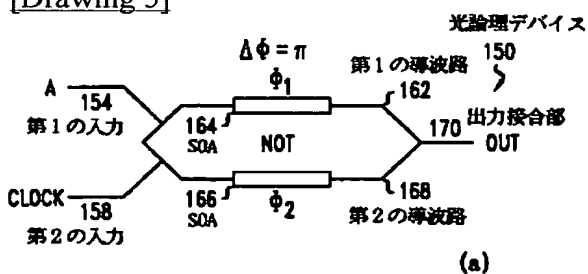 [Drawing 5]
光論理デバイス
150
ΔΦ=π
Φ1
第1の導波路
162
A
154
第1の入力
164
SOA
NOT
170
出力接合部
OUT
CLOCK
158
第2の入力
166
SOA
Φ2
168
第2の導波路
(a)